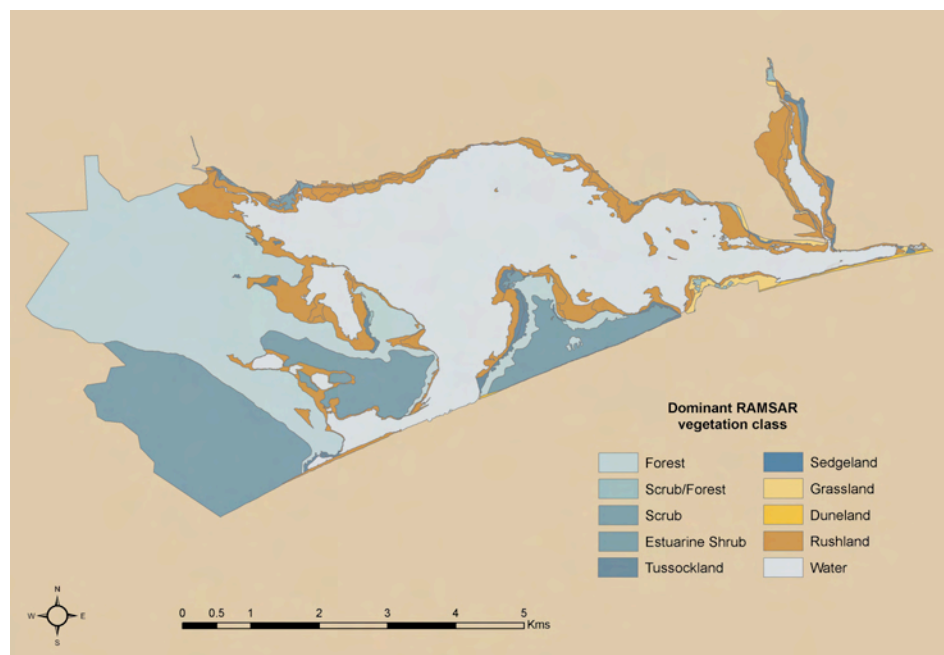 Dominant RAMSAR
vegetation class
Forest
Scrub/Forest
Scrub
Estuarine Shrub
Tussockland
Sedgeland
Grassland
Duneland
Rushland
Water
N
W E
S
0 0.5 1 2 3 4 5
Kms